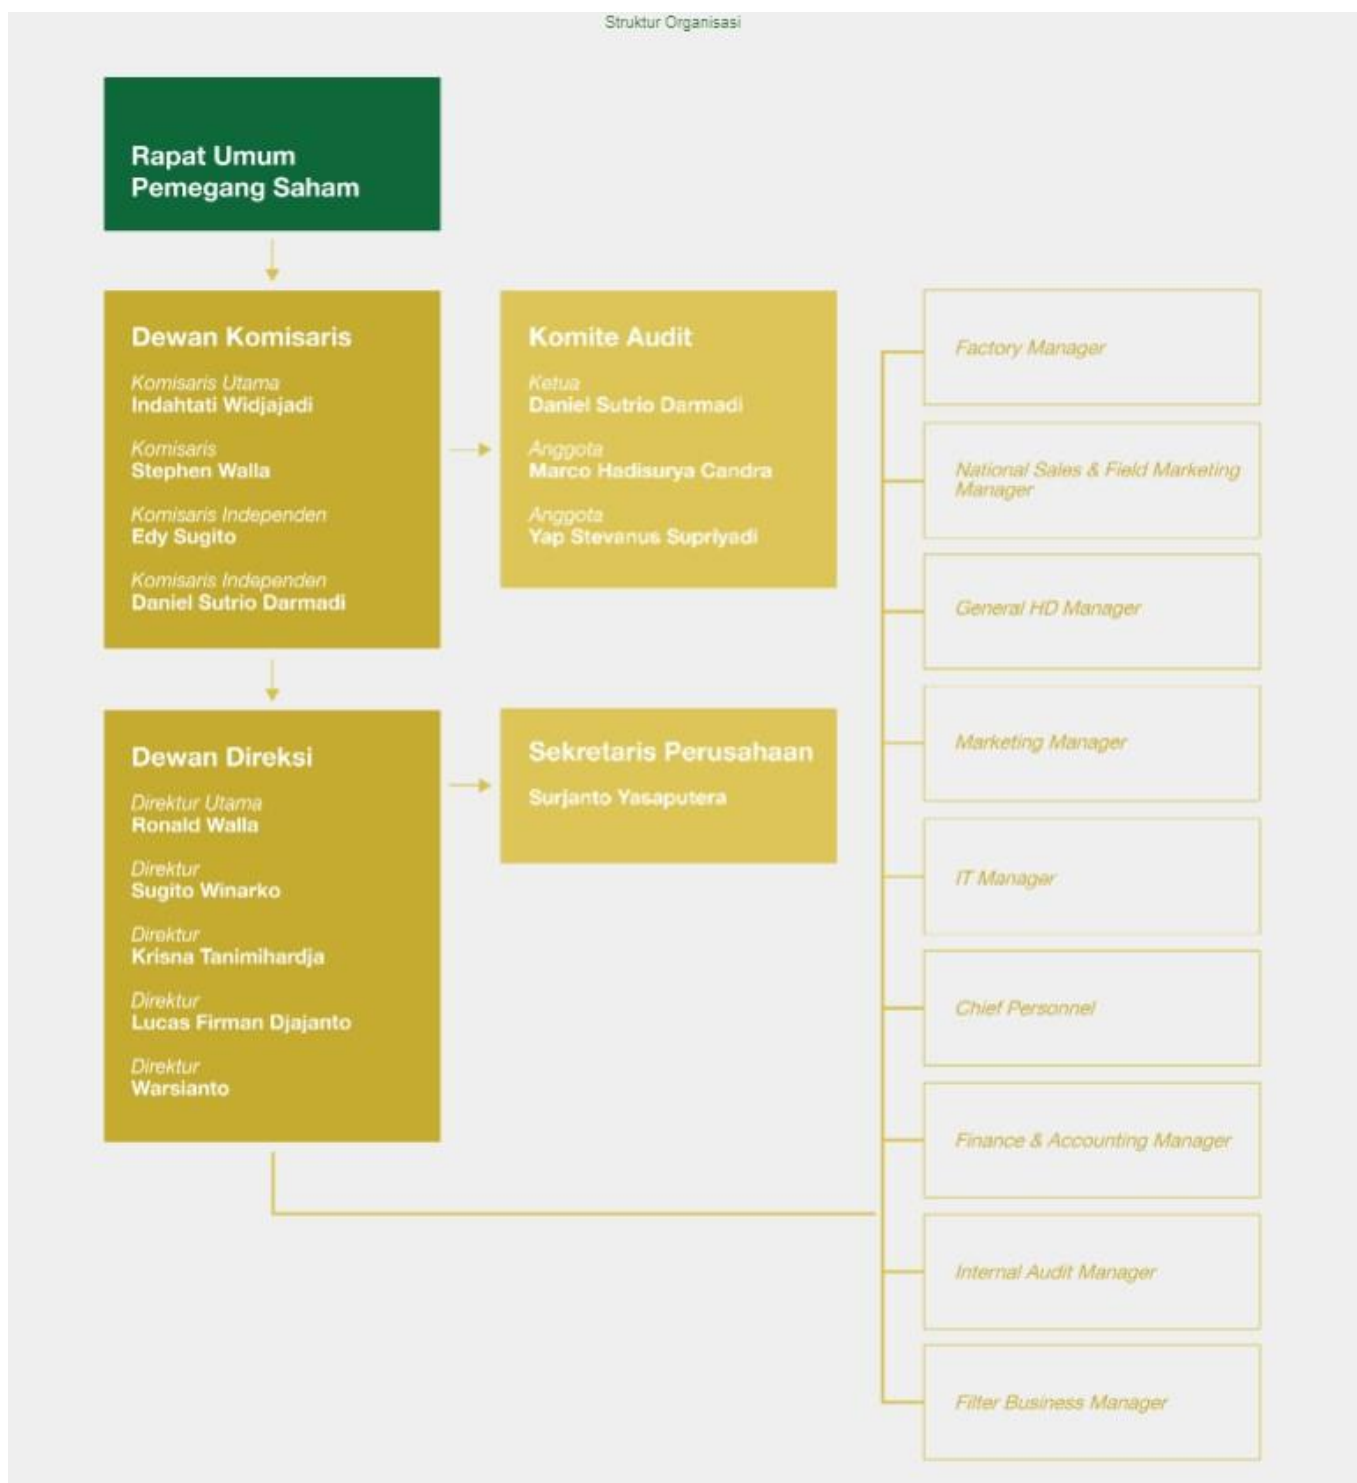 Struktur Organisasi
Rapat Umum
Pemegang Saham
Dewan Komisaris
Komisaris Utama
Indahtati Widjajadi
Komisaris
Stephen Walla
Komisaris Independen
Edy Sugito
Komisaris Independen
Daniel Sutrio Darmadi
Komite Audit
Ketua
Daniel Sutrio Darmadi
Anggota
Marco Hadisurya Candra
Anggota
Yap Stevanus Supriyadi
Dewan Direksi
Direktur Utama
Ronald Walla
Direktur
Sugito Winarko
Direktur
Krisna Tanimihardja
Direktur
Lucas Firman Djajanto
Direktur
Warsianto
Sekretaris Perusahaan
Surjanto Yasaputera
Factory Manager
National Sales & Field Marketing
Manager
General HD Manager
Marketing Manager
IT Manager
Chief Personnel
Finance & Accounting Manager
Internal Audit Manager
Filter Business Manager